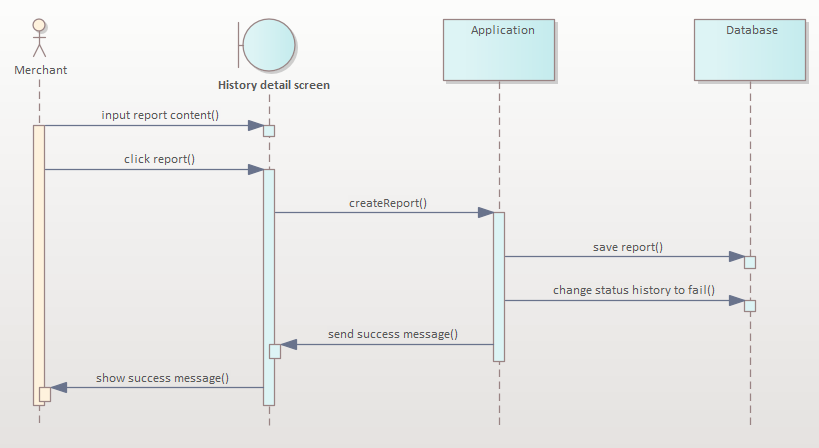 Application
Database
Merchant
History detail screen
input report content()
click report()
createReport()
save report()
change status history to fail()
send success message()
show success message()